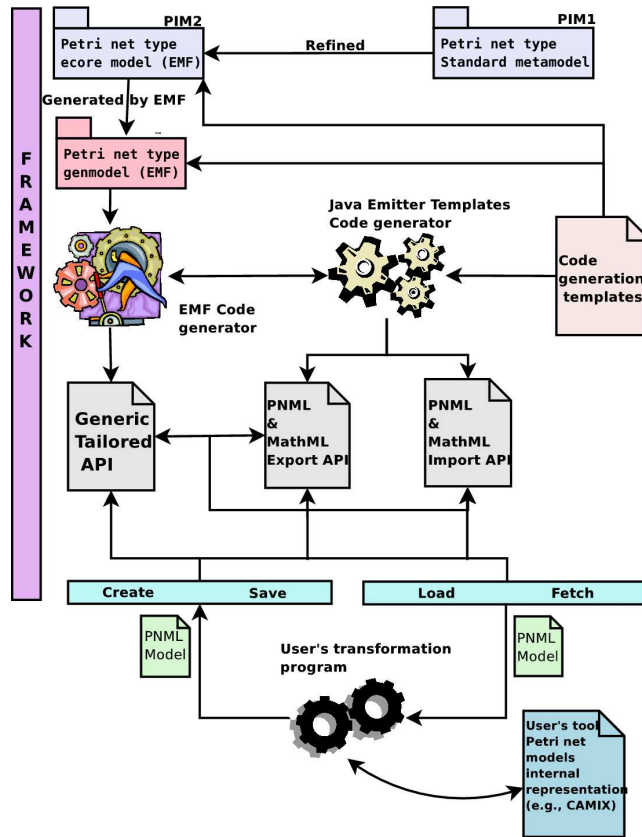 PIM2
PIM1
Petri net type
ecore model (EMF)
Refined
Petri net type
Standard metamodel
Generated by EMF
Petri net type
genmodel (EMF)
FRAMEWORK
Java Emitter Templates
Code generator
Code
generation
templates
EMF Code
generator
Generic
Tailored
API
PNML
&
MathML
Export API
PNML
&
MathML
Import API
Create
Save
Load
Fetch
PNML
Model
PNML
Model
User's transformation
program
User's tool
Petri net
models
internal
representation
(e.g., CAMIX)